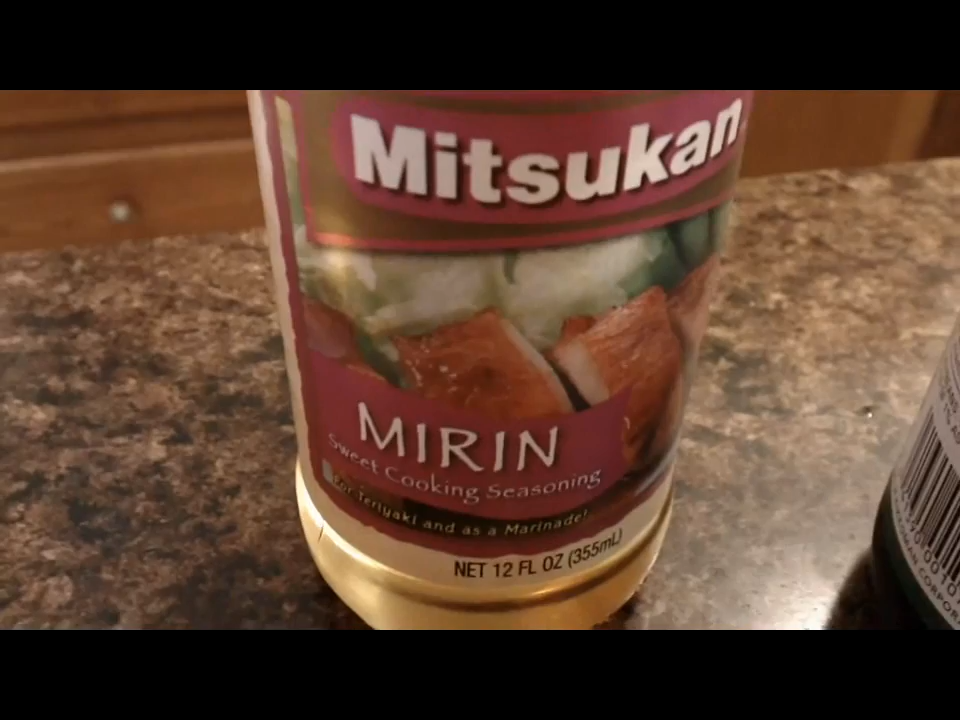 Mitsukan
MIRIN
Sweet Cooking Seasoning
For Teriyaki and as a Marinade!
NET 12 FL OZ (355mL)